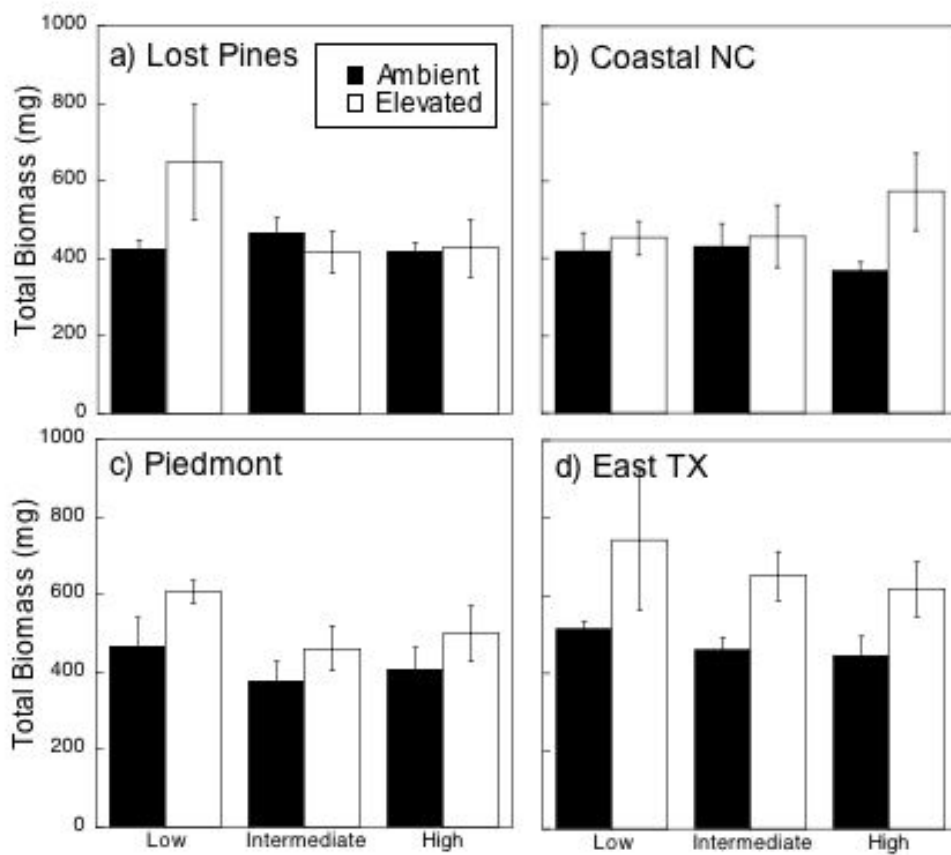 a) Lost Pines
Ambient
Elevated
b) Coastal NC
Total Biomass (mg)
1000
800
600
400
200
0
c) Piedmont
d) East TX
Total Biomass (mg)
1000
800
600
400
200
0
Low Intermediate High
Low Intermediate High